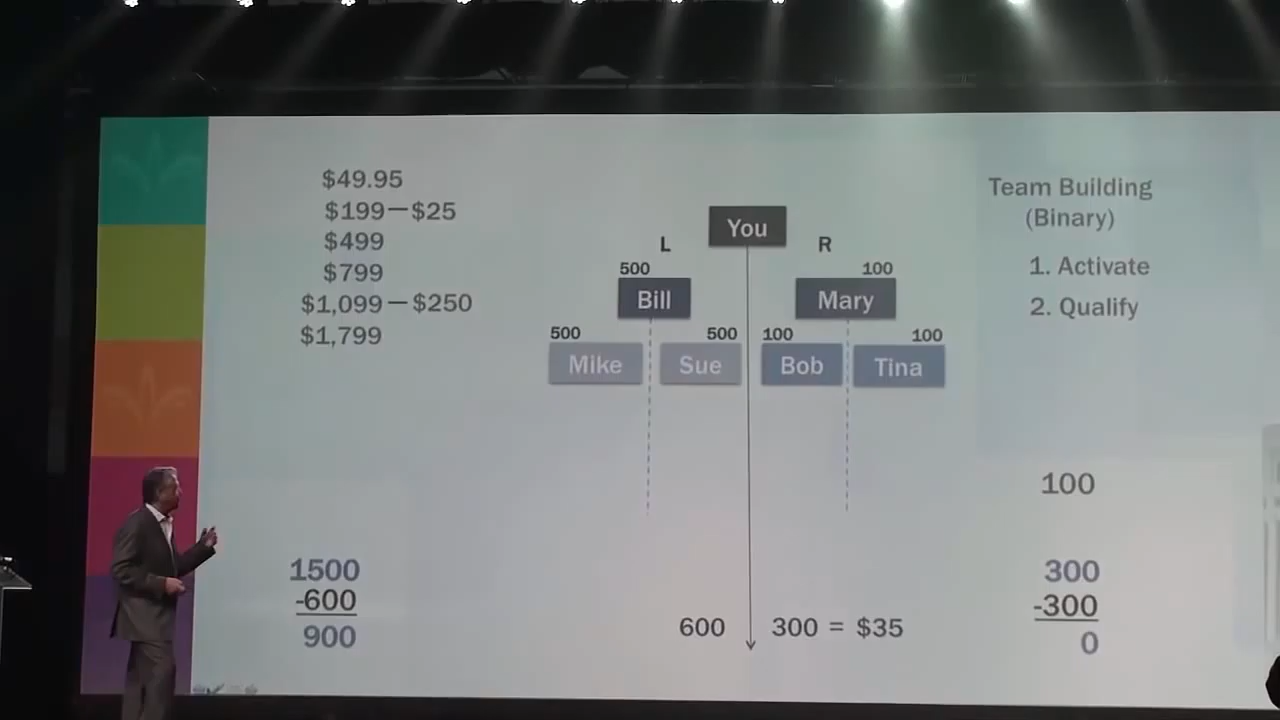 $49.95
$199—$25
$499
$799
$1,099—$250
$1,799
You
L
R
500
100
Bill
Mary
500
500
100
100
Mike
Sue
Bob
Tina
Team Building
(Binary)
1. Activate
2. Qualify
100
1500
-600
900
600
300 = $35
300
-300
0